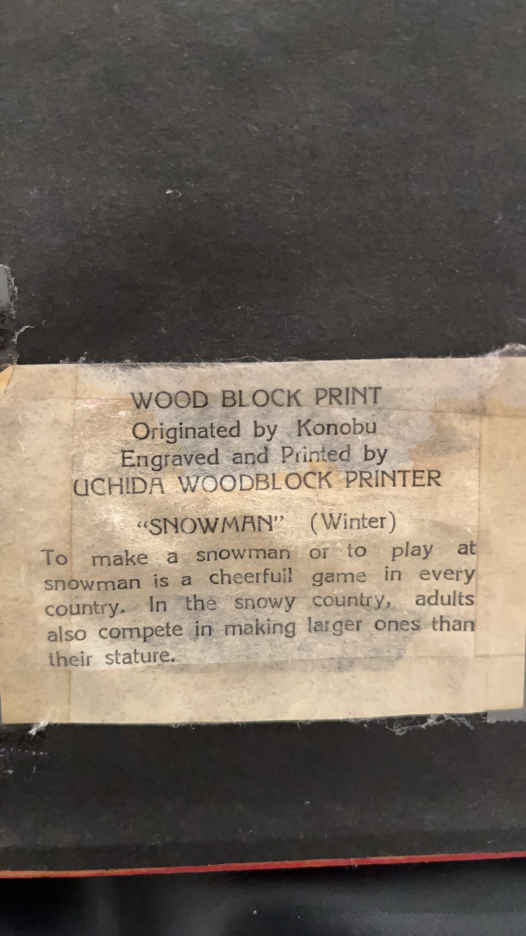 WOOD BLOCK PRINT
Originated by Konobu
Engraved and Printed by
UCHIDA WOODBLOCK PRINTER
“SNOWMAN” (Winter)
To make a snowman or to play at
snowman is a cheerfull game in every
country. In the snowy country, adults
also compete in making larger ones than
their stature.